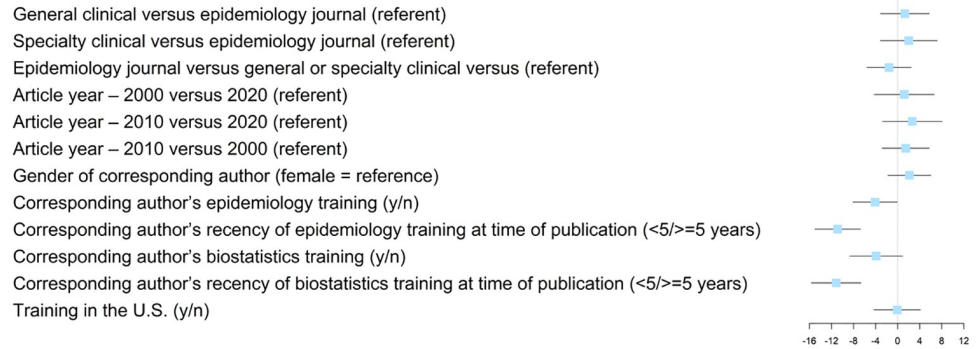 General clinical versus epidemiology journal (referent)
Specialty clinical versus epidemiology journal (referent)
Epidemiology journal versus general or specialty clinical versus (referent)
Article year – 2000 versus 2020 (referent)
Article year – 2010 versus 2020 (referent)
Article year – 2010 versus 2000 (referent)
Gender of corresponding author (female = reference)
Corresponding author's epidemiology training (y/n)
Corresponding author's recency of epidemiology training at time of publication (<5/>=5 years)
Corresponding author's biostatistics training (y/n)
Corresponding author's recency of biostatistics training at time of publication (<5/>=5 years)
Training in the U.S. (y/n)
-16 -12 -8 -4 0 4 8 12